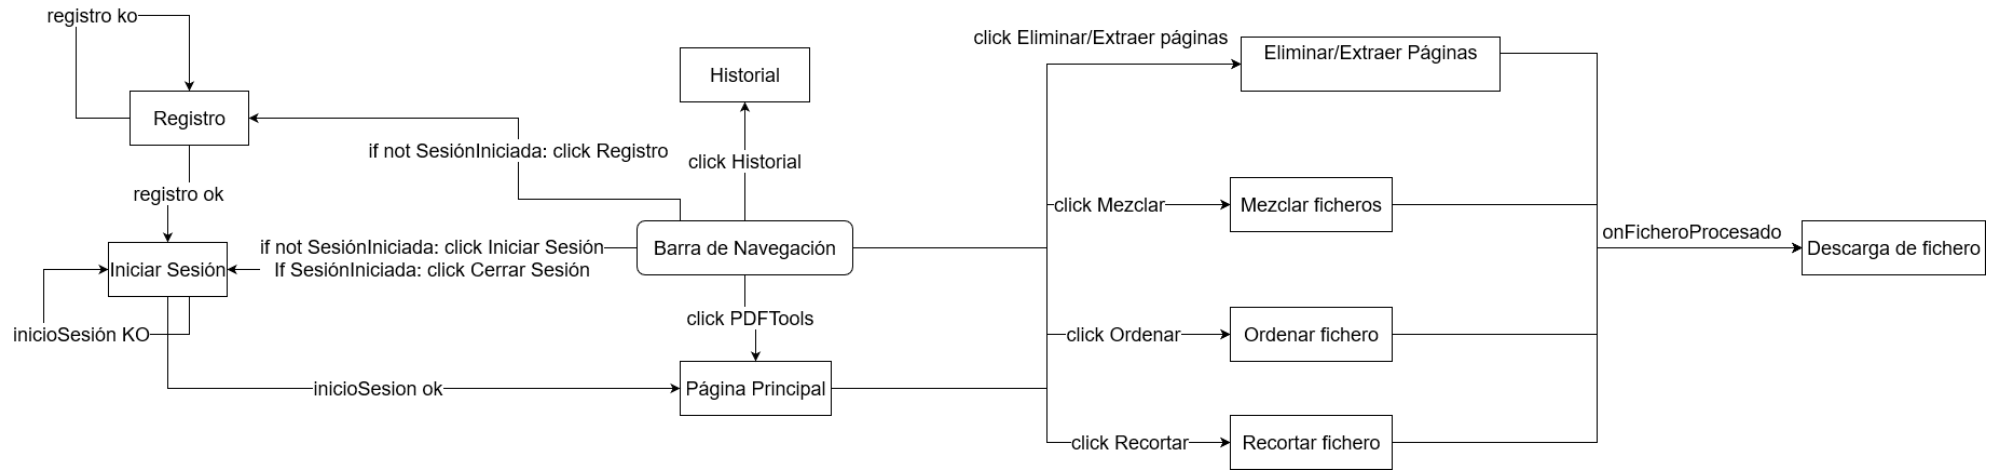 registro ko
click Eliminar/Extraer páginas
Eliminar/Extraer Páginas
Historial
Registro
if not SesiónIniciada: click Registro
click Historial
registro ok
click Mezclar
Mezclar ficheros
onFicheroProcesado
if not SesiónIniciada: click Iniciar Sesión
If SesiónIniciada: click Cerrar Sesión
Barra de Navegación
Descarga de fichero
Iniciar Sesión
click PDFTools
inicioSesión KO
click Ordenar
Ordenar fichero
inicioSesion ok
Página Principal
click Recortar
Recortar fichero